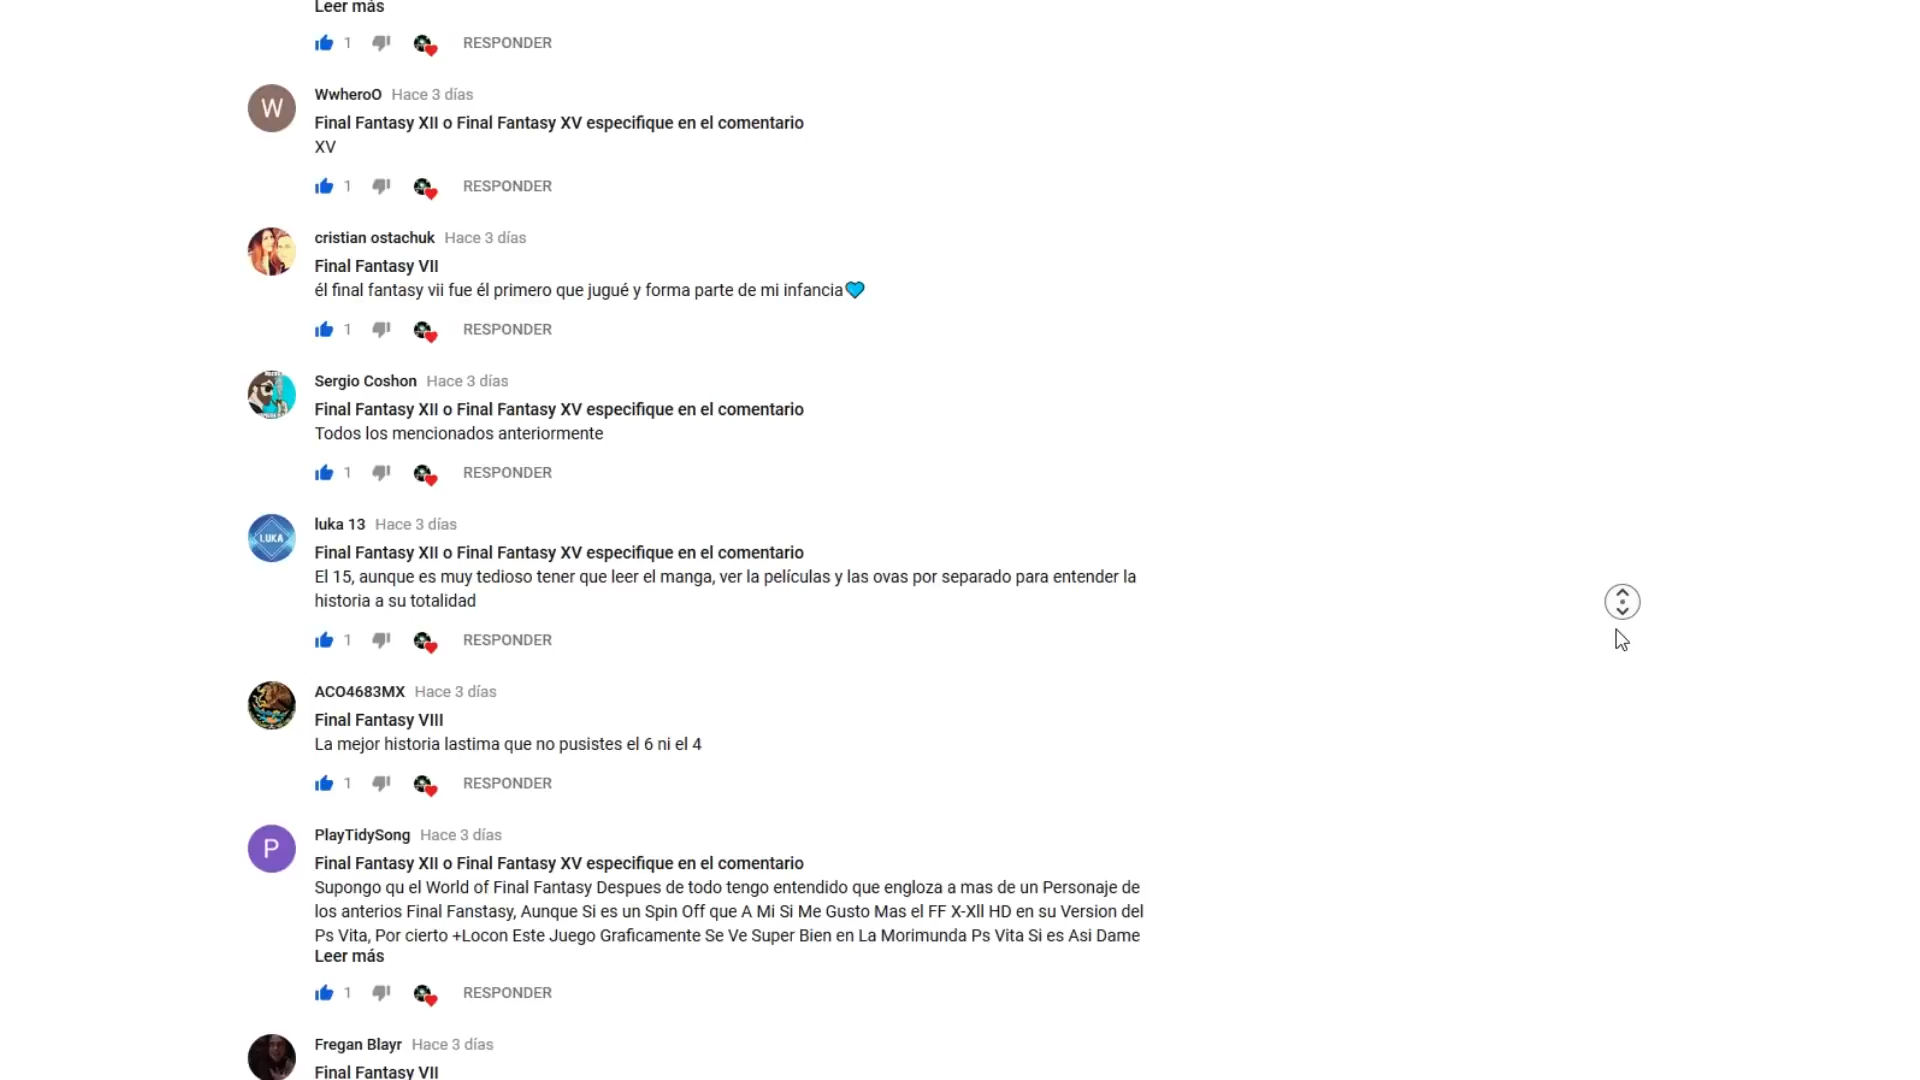 Leer más
1 RESPONDER
W WwheroO Hace 3 días
Final Fantasy XII o Final Fantasy XV especifique en el comentario
XV
1 RESPONDER
cristian ostachuk Hace 3 días
Final Fantasy VII
él final fantasy vii fue él primero que jugué y forma parte de mi infancia💙
1 RESPONDER
Sergio Coshon Hace 3 días
Final Fantasy XII o Final Fantasy XV especifique en el comentario
Todos los mencionados anteriormente
1 RESPONDER
luka 13 Hace 3 días
LUKA
Final Fantasy XII o Final Fantasy XV especifique en el comentario
El 15, aunque es muy tedioso tener que leer el manga, ver la películas y las ovas por separado para entender la
historia a su totalidad
1 RESPONDER
ACO4683MX Hace 3 días
Final Fantasy VIII
La mejor historia lastima que no pusistes el 6 ni el 4
1 RESPONDER
P PlayTidySong Hace 3 días
Final Fantasy XII o Final Fantasy XV especifique en el comentario
Supongo qu el World of Final Fantasy Despues de todo tengo entendido que engloza a mas de un Personaje de
los anterios Final Fanstasy, Aunque Si es un Spin Off que A Mi Si Me Gusto Mas el FF X-Xll HD en su Version del
Ps Vita, Por cierto +Locon Este Juego Graficamente Se Ve Super Bien en La Morimunda Ps Vita Si es Asi Dame
Leer más
1 RESPONDER
Fregan Blayr Hace 3 días
Final Fantasy VII